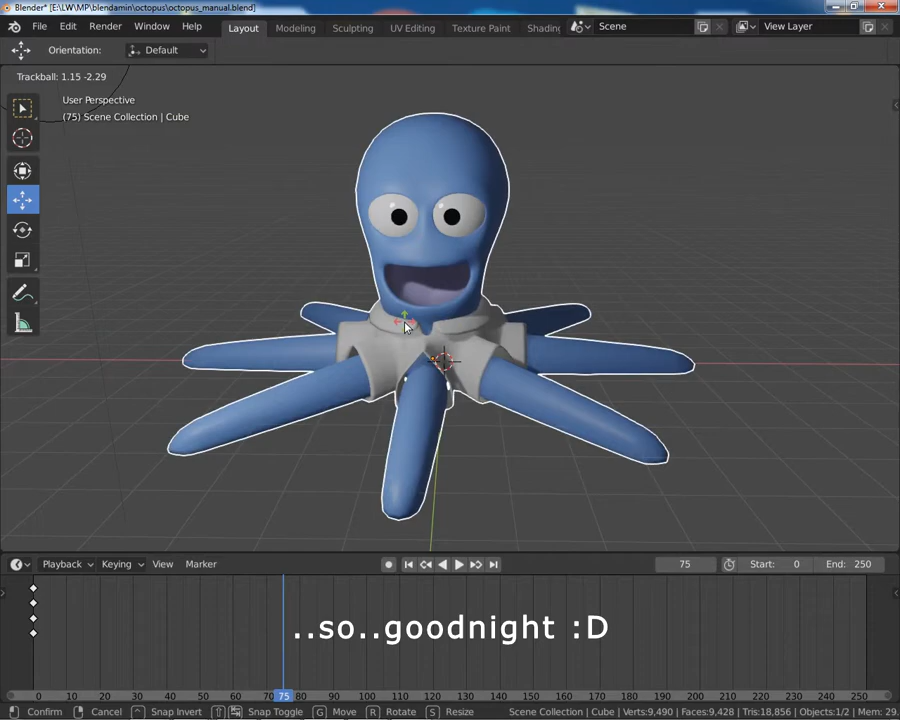 Blender* [E:\LW\MP\blendamin\octopus\octopus_manual.blend]
File Edit Render Window Help Layout Modeling Sculpting UV Editing Texture Paint Shading Scene View Layer
Orientation: Default
Trackball: 1.15 -2.29
User Perspective
(75) Scene Collection | Cube
Playback Keying View Marker 75 Start: 0 End: 250
..so..goodnight :D
0 10 20 30 40 50 60 70 75 80 90 100 110 120 130 140 150 160 170 180 190 200 210 220 230 240 250
Confirm Cancel Snap Invert Snap Toggle G Move R Rotate S Resize Scene Collection | Cube | Verts:9,490 | Faces:9,428 | Tris:18,856 | Objects:1/2 | Mem: 29.